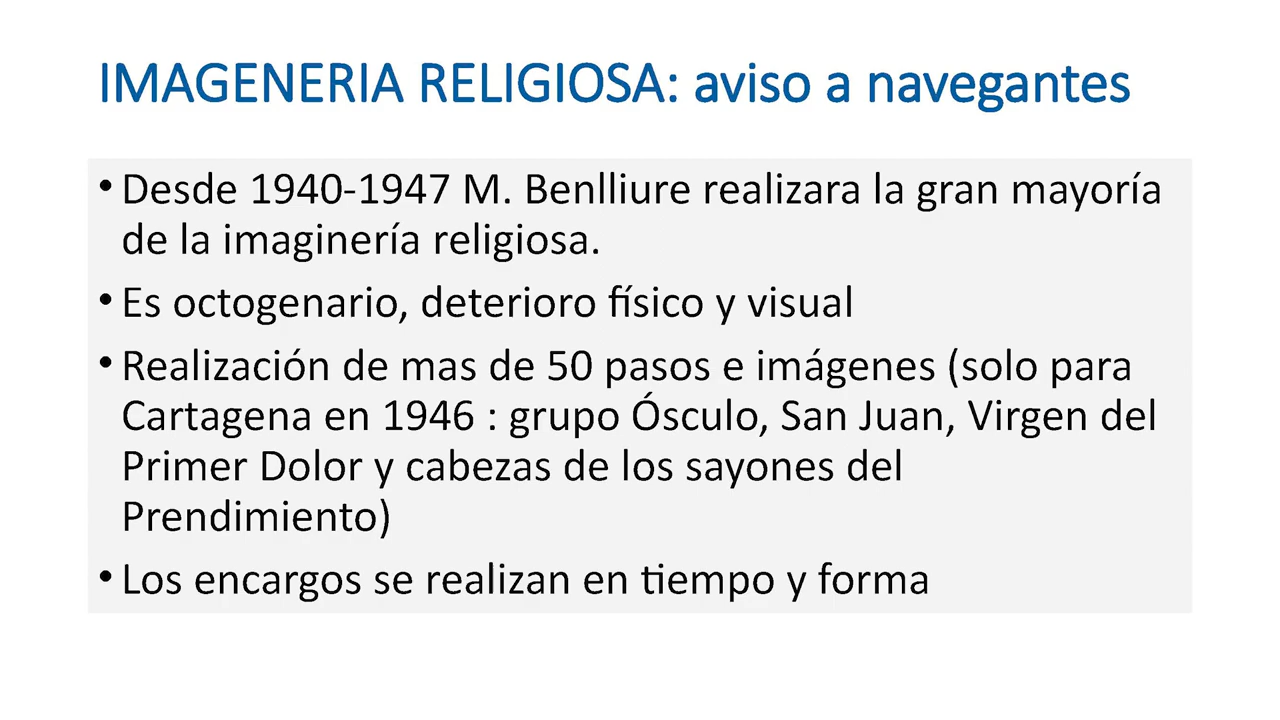 IMAGENERIA RELIGIOSA: aviso a navegantes
• Desde 1940-1947 M. Benlliure realizara la gran mayoría
de la imaginería religiosa.
• Es octogenario, deterioro físico y visual
• Realización de mas de 50 pasos e imágenes (solo para
Cartagena en 1946 : grupo Ósculo, San Juan, Virgen del
Primer Dolor y cabezas de los sayones del
Prendimiento)
• Los encargos se realizan en tiempo y forma